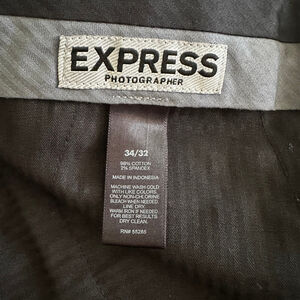 EXPRESS
PHOTOGRAPHER
34/32
98% COTTON
2% SPANDEX
MADE IN INDONESIA
MACHINE WASH COLD
WITH LIKE COLORS.
ONLY NON-CHLORINE
BLEACH WHEN NEEDED.
LINE DRY.
WARM IRON IF NEEDED.
FOR BEST RESULTS
DRY CLEAN.
RN# 55285